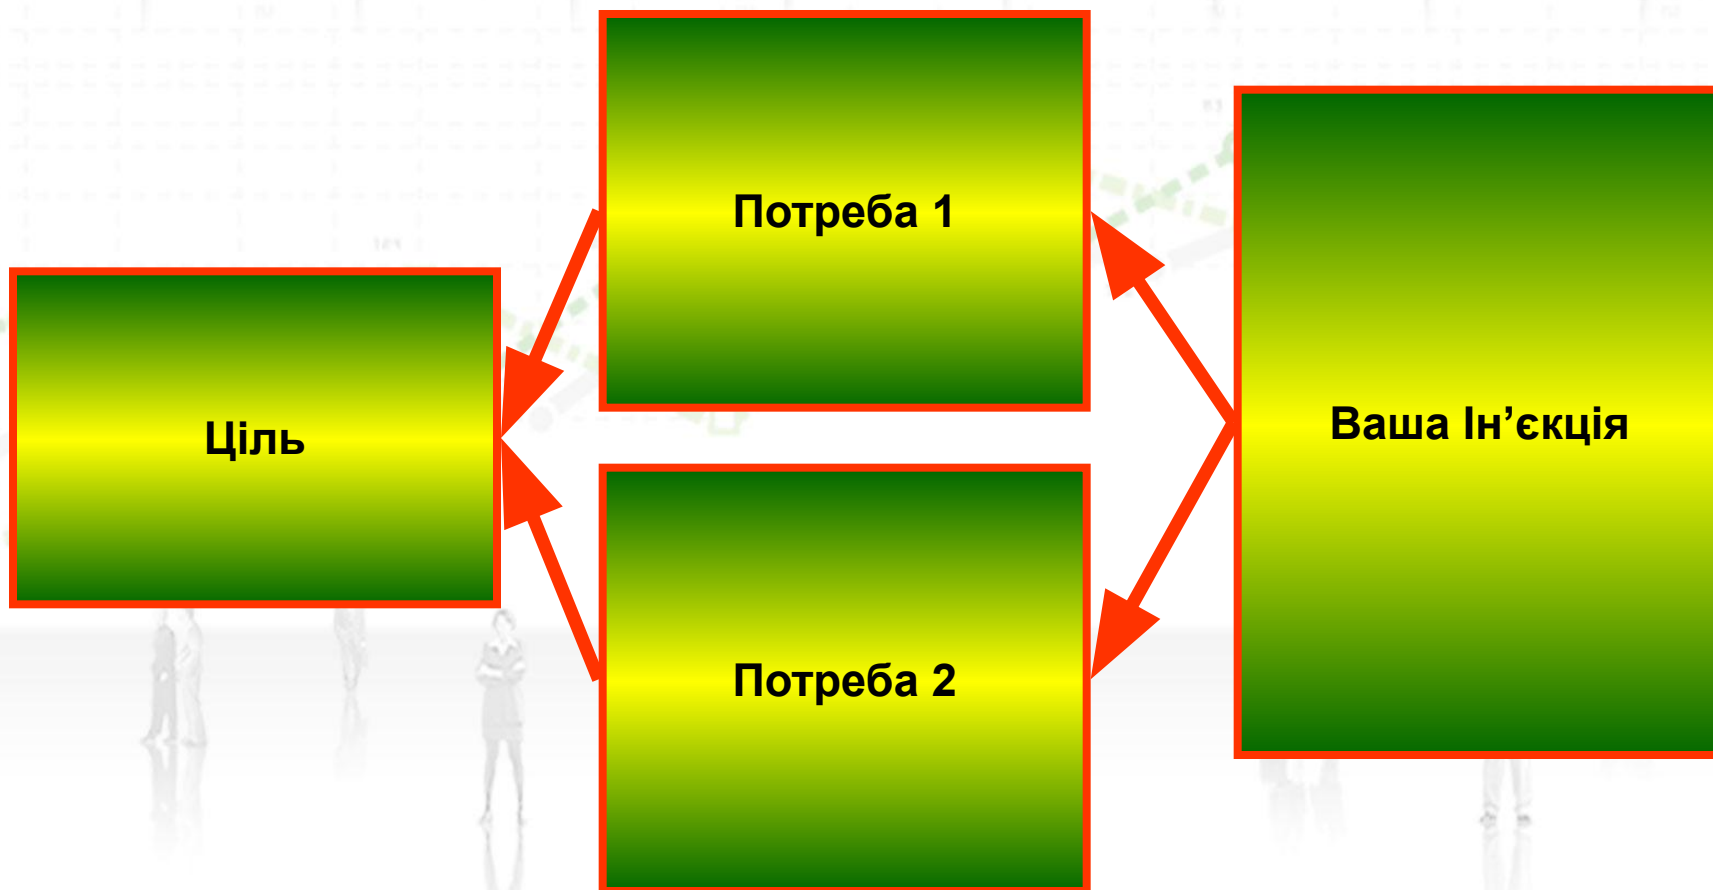 Потреба 1
Ціль
Ваша Ін’єкція
Потреба 2